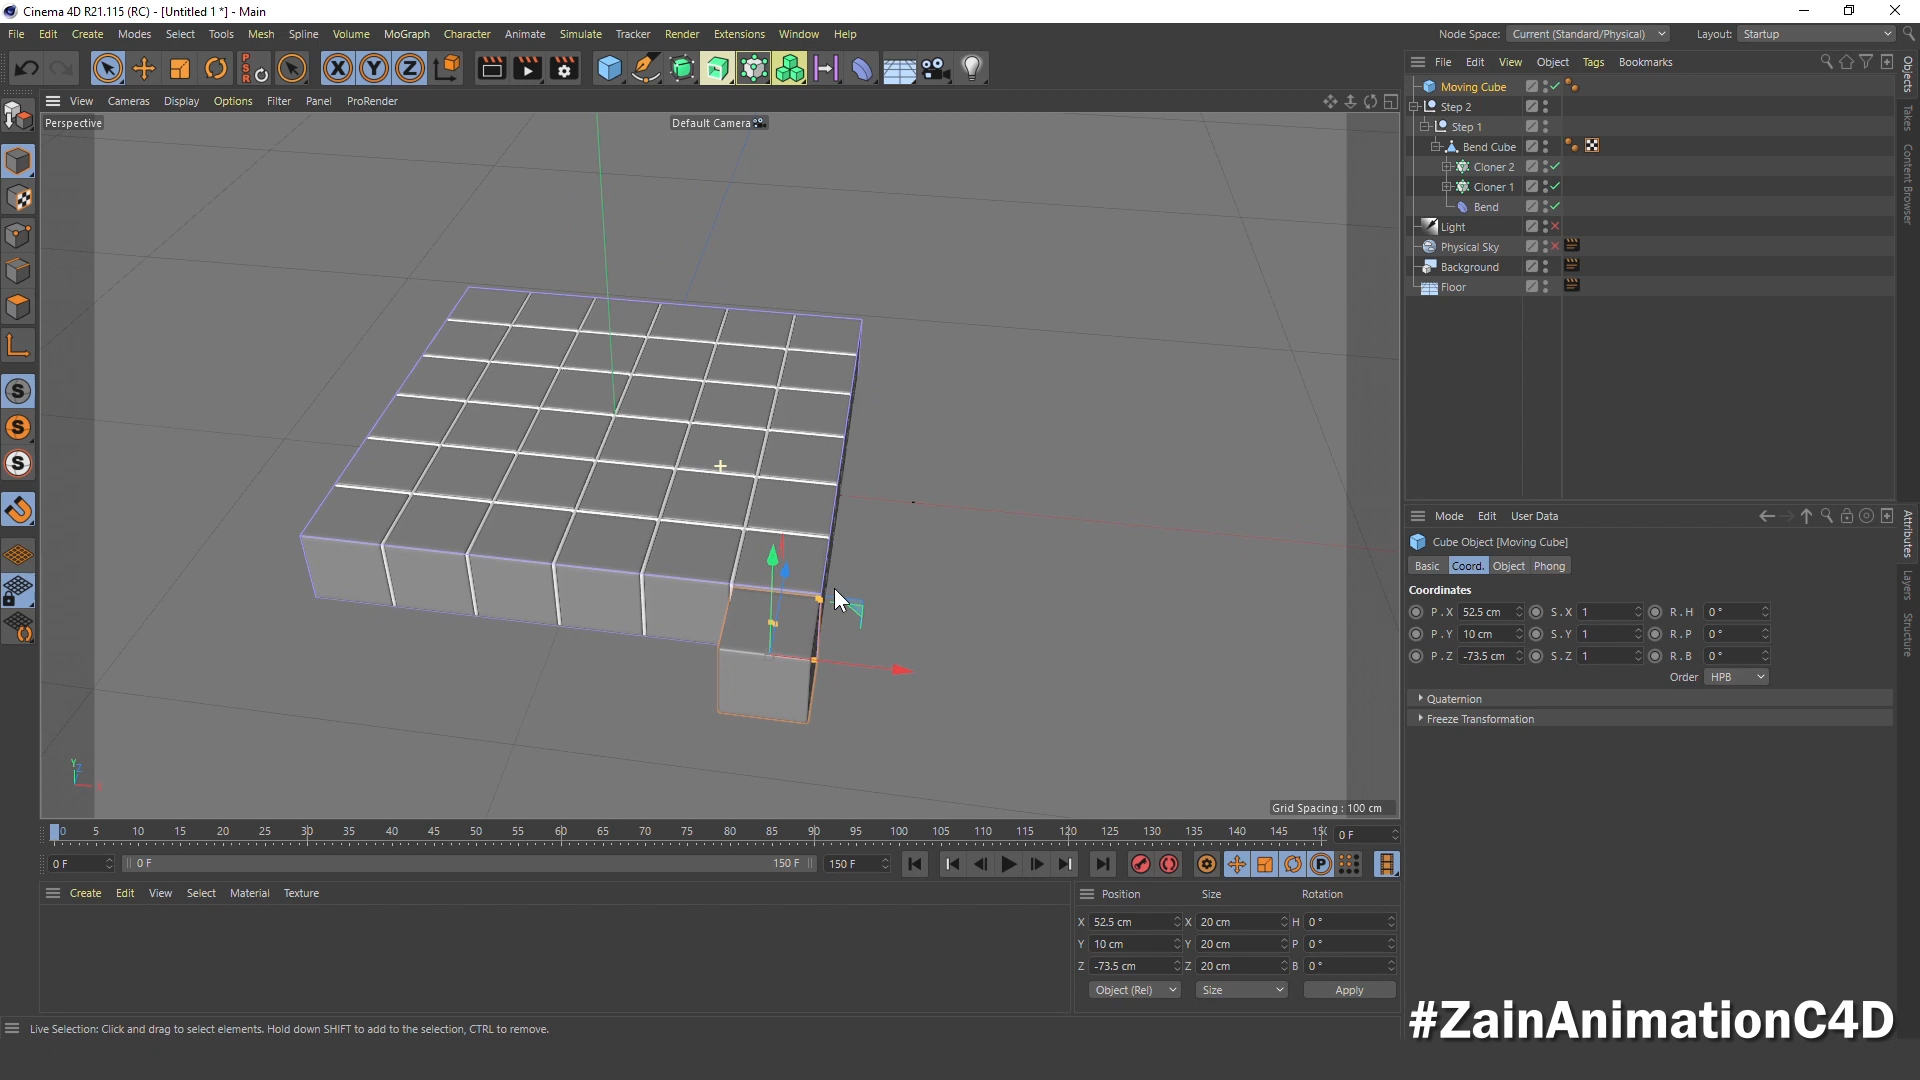 Cinema 4D R21.115 (RC) - [Untitled 1 *] - Main
File Edit Create Modes Select Tools Mesh Spline Volume MoGraph Character Animate Simulate Tracker Render Extensions Window Help
Node Space: Current (Standard/Physical) Layout: Startup
View Cameras Display Options Filter Panel ProRender
Perspective
Default Camera
Grid Spacing : 100 cm
File Edit View Object Tags Bookmarks
Moving Cube
Step 2
Step 1
Bend Cube
Cloner 2
Cloner 1
Bend
Light
Physical Sky
Background
Floor
Objects
Takes
Content Browser
Mode Edit User Data
Cube Object [Moving Cube]
Basic Coord. Object Phong
Coordinates
P . X 52.5 cm S . X 1 R . H 0 °
P . Y 10 cm S . Y 1 R . P 0 °
P . Z -73.5 cm S . Z 1 R . B 0 °
Order HPB
Quaternion
Freeze Transformation
Attributes
Layers
Structure
0 5 10 15 20 25 30 35 40 45 50 55 60 65 70 75 80 85 90 95 100 105 110 115 120 125 130 135 140 145 150 0 F
0 F 0 F 150 F 150 F
Create Edit View Select Material Texture
Position Size Rotation
X 52.5 cm X 20 cm H 0 °
Y 10 cm Y 20 cm P 0 °
Z -73.5 cm Z 20 cm B 0 °
Object (Rel) Size Apply
#ZainAnimationC4D
Live Selection: Click and drag to select elements. Hold down SHIFT to add to the selection, CTRL to remove.